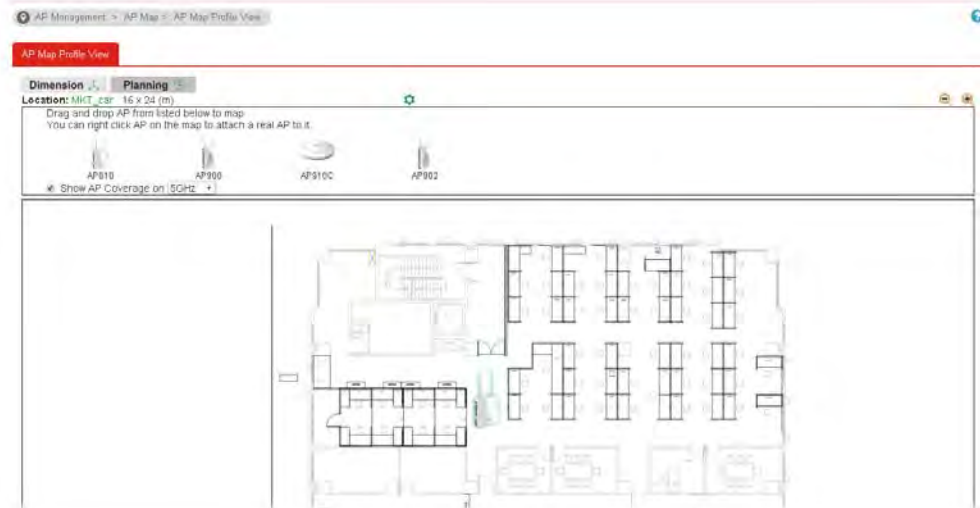 AP Management > AP Map > AP Map Profile View
AP Map Profile View
Dimension Planning
Location: MKT_car 16 x 24 (m)
Drag and drop AP from listed below to map
You can right click AP on the map to attach a real AP to it.
AP810 AP900 AP910C AP902
Show AP Coverage on 5GHz